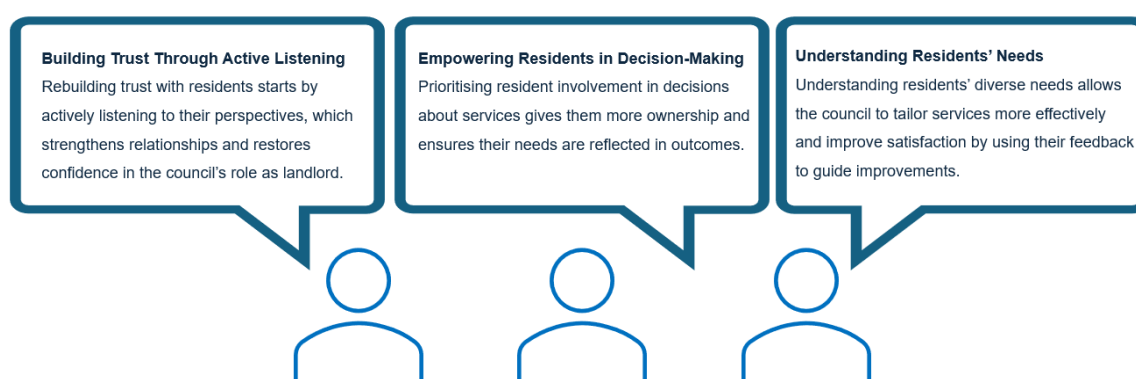 Building Trust Through Active Listening
Rebuilding trust with residents starts by
actively listening to their perspectives, which
strengthens relationships and restores
confidence in the council’s role as landlord.
Empowering Residents in Decision-Making
Prioritising resident involvement in decisions
about services gives them more ownership and
ensures their needs are reflected in outcomes.
Understanding Residents’ Needs
Understanding residents’ diverse needs allows
the council to tailor services more effectively
and improve satisfaction by using their feedback
to guide improvements.